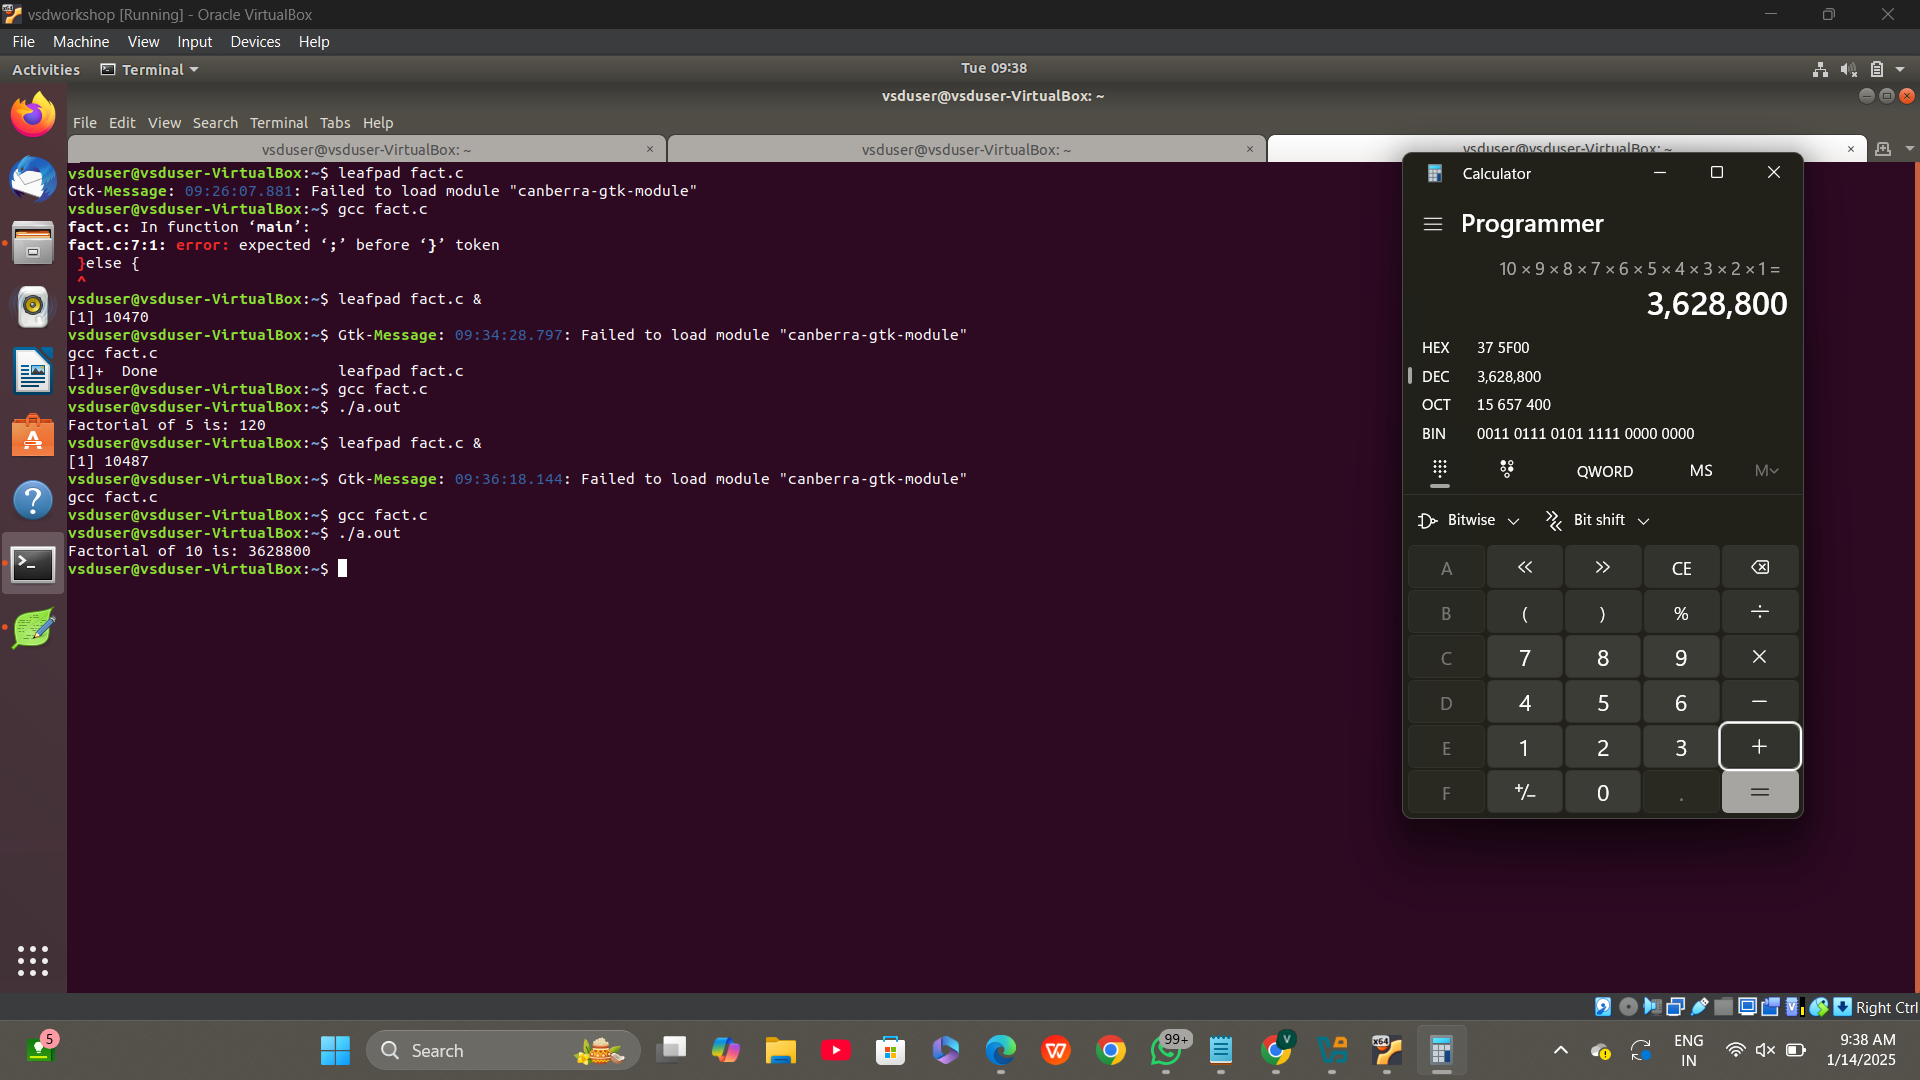 vsdworkshop [Running] - Oracle VirtualBox
File Machine View Input Devices Help
Activities Terminal Tue 09:38
vsduser@vsduser-VirtualBox: ~
File Edit View Search Terminal Tabs Help
vsduser@vsduser-VirtualBox: ~ × vsduser@vsduser-VirtualBox: ~ × vsduser@vsduser-VirtualBox: ~ ×
vsduser@vsduser-VirtualBox:~$ leafpad fact.c
Gtk-Message: 09:26:07.881: Failed to load module "canberra-gtk-module"
vsduser@vsduser-VirtualBox:~$ gcc fact.c
fact.c: In function ‘main’:
fact.c:7:1: error: expected ‘;’ before ‘}’ token
}else {
^
vsduser@vsduser-VirtualBox:~$ leafpad fact.c &
[1] 10470
vsduser@vsduser-VirtualBox:~$ Gtk-Message: 09:34:28.797: Failed to load module "canberra-gtk-module"
gcc fact.c
[1]+  Done                    leafpad fact.c
vsduser@vsduser-VirtualBox:~$ gcc fact.c
vsduser@vsduser-VirtualBox:~$ ./a.out
Factorial of 5 is: 120
vsduser@vsduser-VirtualBox:~$ leafpad fact.c &
[1] 10487
vsduser@vsduser-VirtualBox:~$ Gtk-Message: 09:36:18.144: Failed to load module "canberra-gtk-module"
gcc fact.c
vsduser@vsduser-VirtualBox:~$ gcc fact.c
vsduser@vsduser-VirtualBox:~$ ./a.out
Factorial of 10 is: 3628800
vsduser@vsduser-VirtualBox:~$
Calculator
Programmer
10 × 9 × 8 × 7 × 6 × 5 × 4 × 3 × 2 × 1 =
3,628,800
HEX 37 5F00
DEC 3,628,800
OCT 15 657 400
BIN 0011 0111 0101 1111 0000 0000
QWORD MS M
Bitwise Bit shift
A « » CE
B ( ) % ÷
C 7 8 9 ×
D 4 5 6 −
E 1 2 3 +
F +/− 0 . =
Right Ctrl
5
Search
99+
V
x64
ENG
IN
9:38 AM
1/14/2025